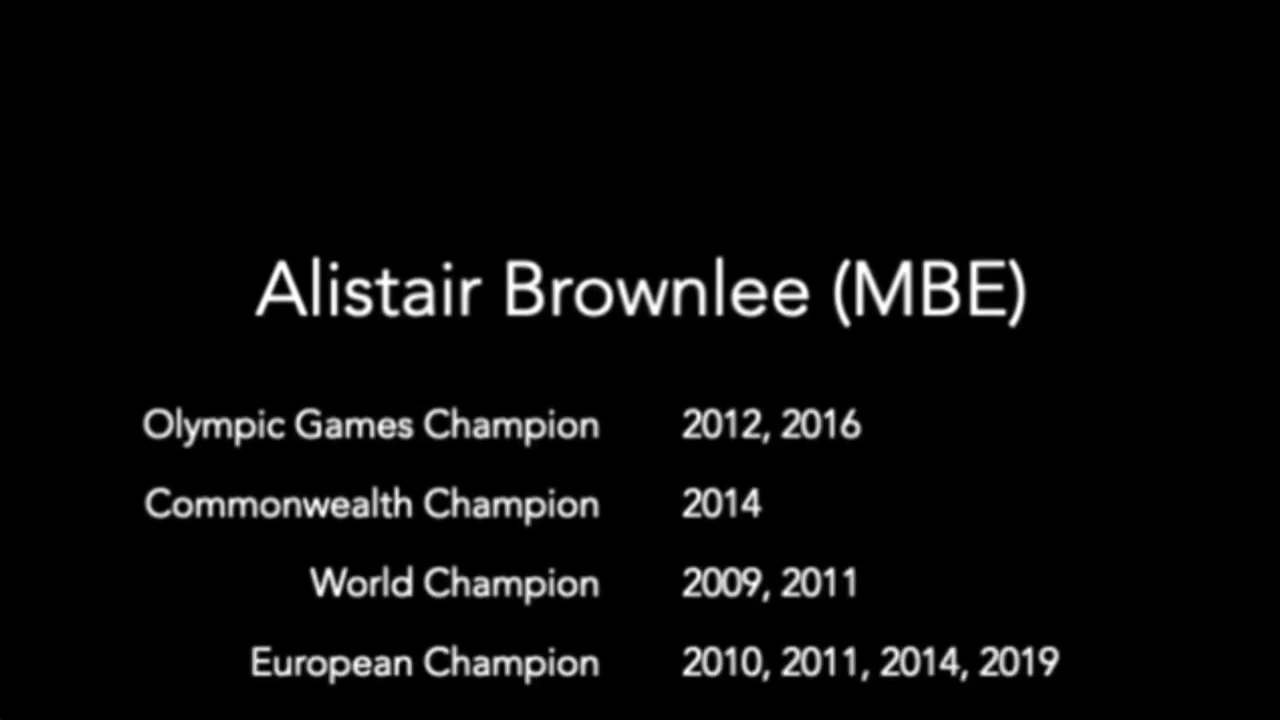 Alistair Brownlee (MBE)
Olympic Games Champion 2012, 2016
Commonwealth Champion 2014
World Champion 2009, 2011
European Champion 2010, 2011, 2014, 2019